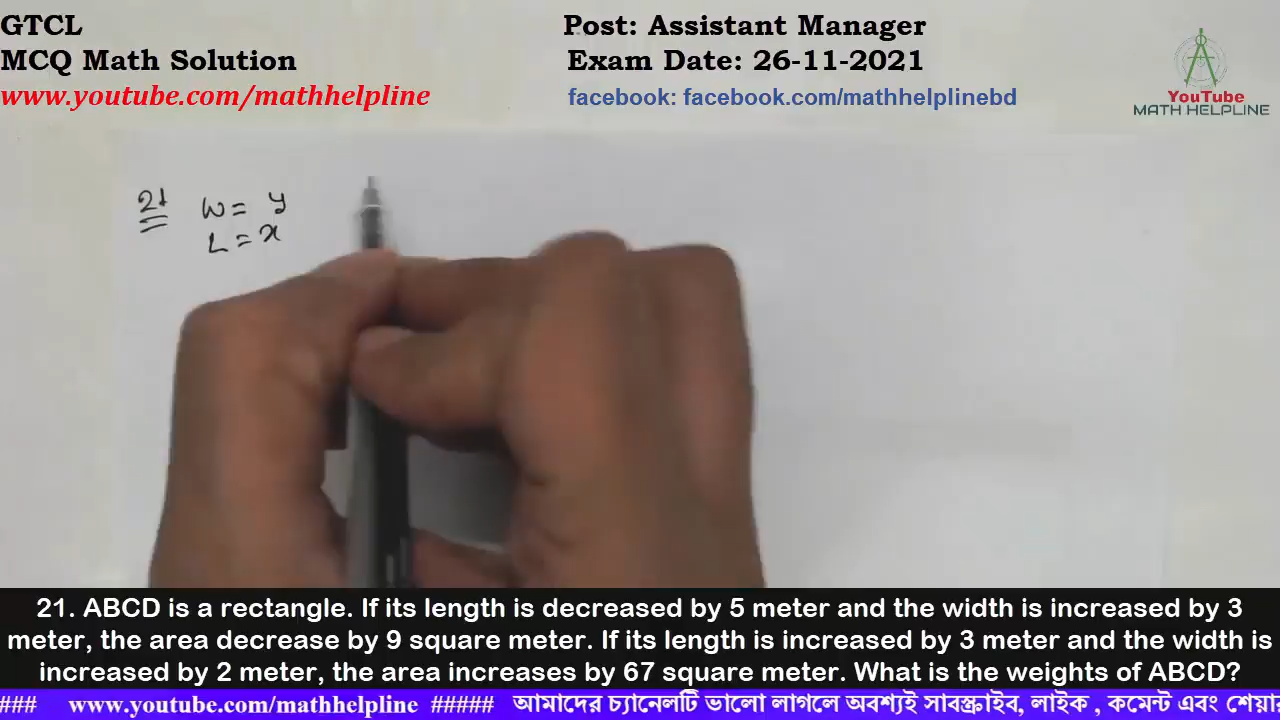 GTCL
Post: Assistant Manager
MCQ Math Solution
Exam Date: 26-11-2021
www.youtube.com/mathhelpline
facebook: facebook.com/mathhelplinebd
YouTube
MATH HELPLINE
21
W = y
L = x
21. ABCD is a rectangle. If its length is decreased by 5 meter and the width is increased by 3
meter, the area decrease by 9 square meter. If its length is increased by 3 meter and the width is
increased by 2 meter, the area increases by 67 square meter. What is the weights of ABCD?
### www.youtube.com/mathhelpline ##### আমাদের চ্যানেলটি ভালো লাগলে অবশ্যই সাবস্ক্রাইব, লাইক , কমেন্ট এবং শেয়ার